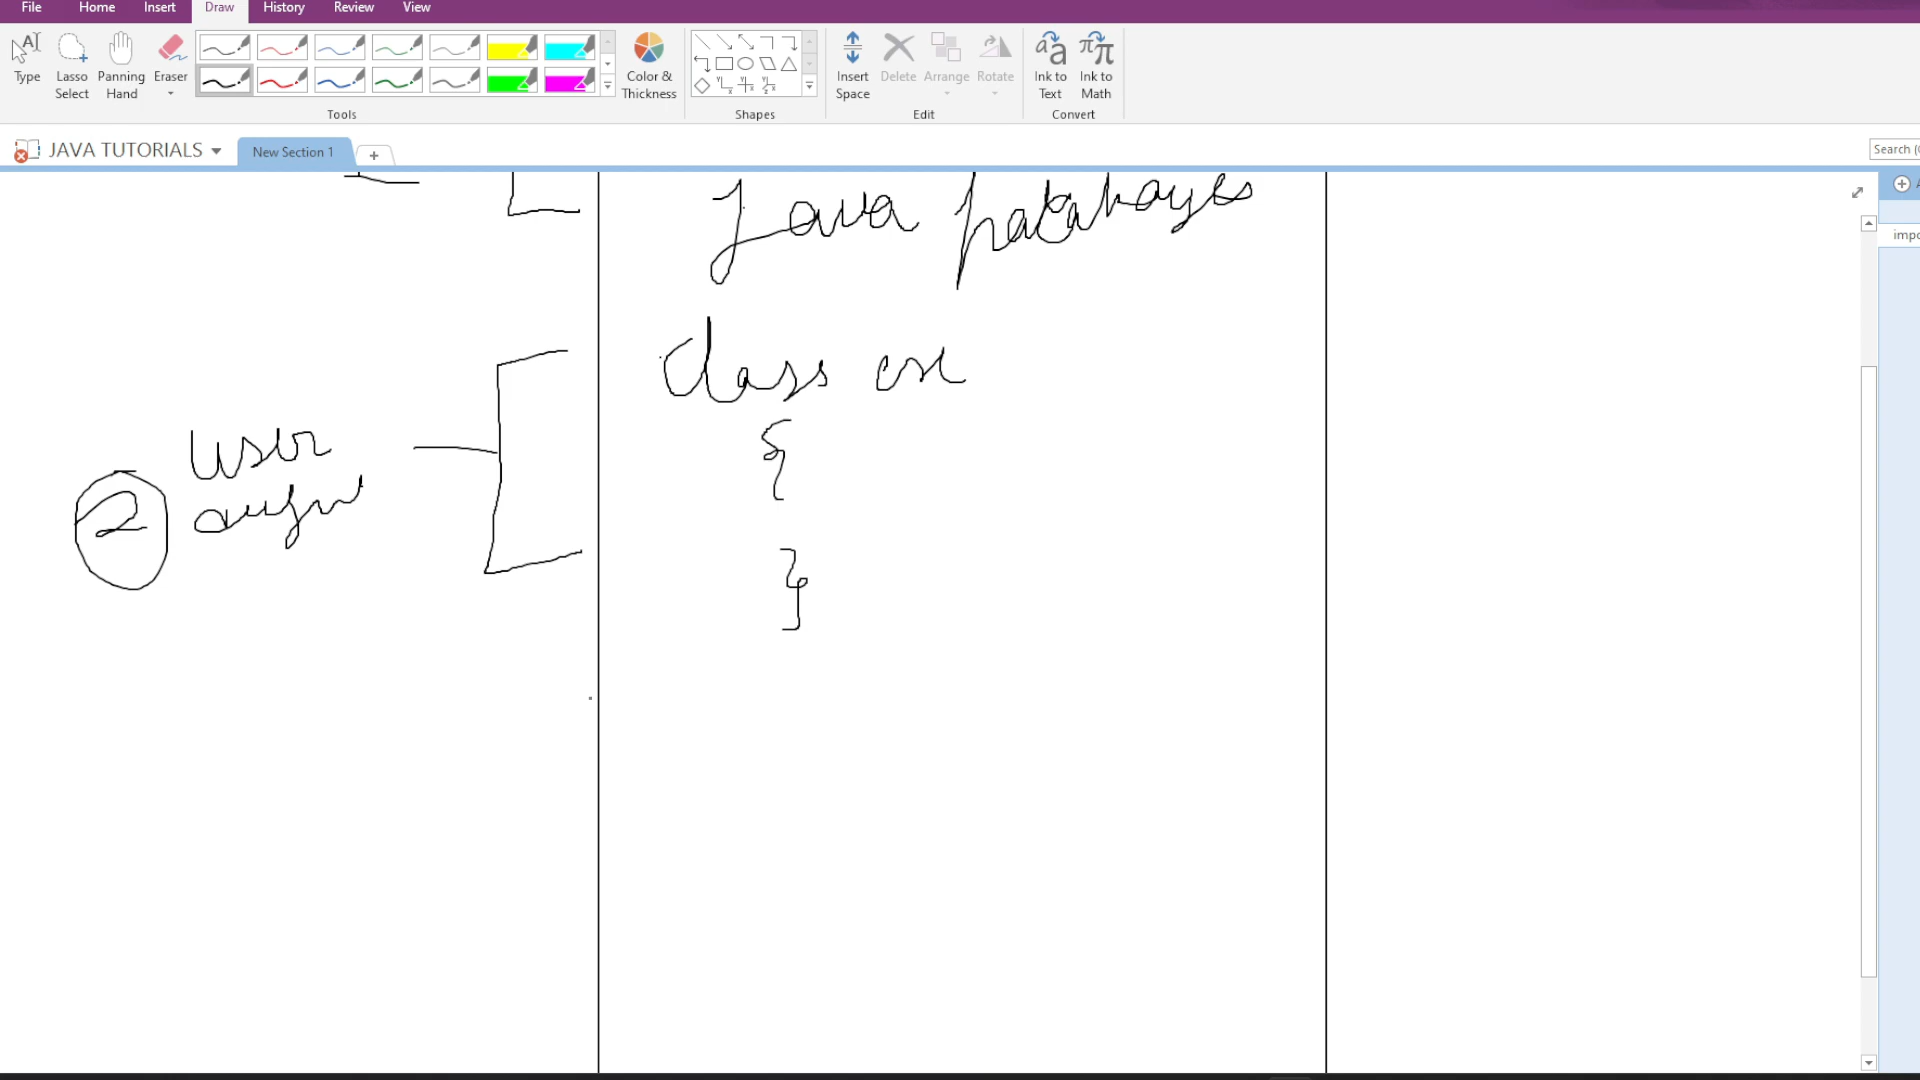 File Home Insert Draw History Review View
Type
Lasso Select
Panning Hand
Eraser
Color & Thickness
Insert Space
Delete
Arrange
Rotate
Ink to Text
Ink to Math
Tools
Shapes
Edit
Convert
JAVA TUTORIALS
New Section 1
+
Search (
impo
Java
class
{
user
2
}